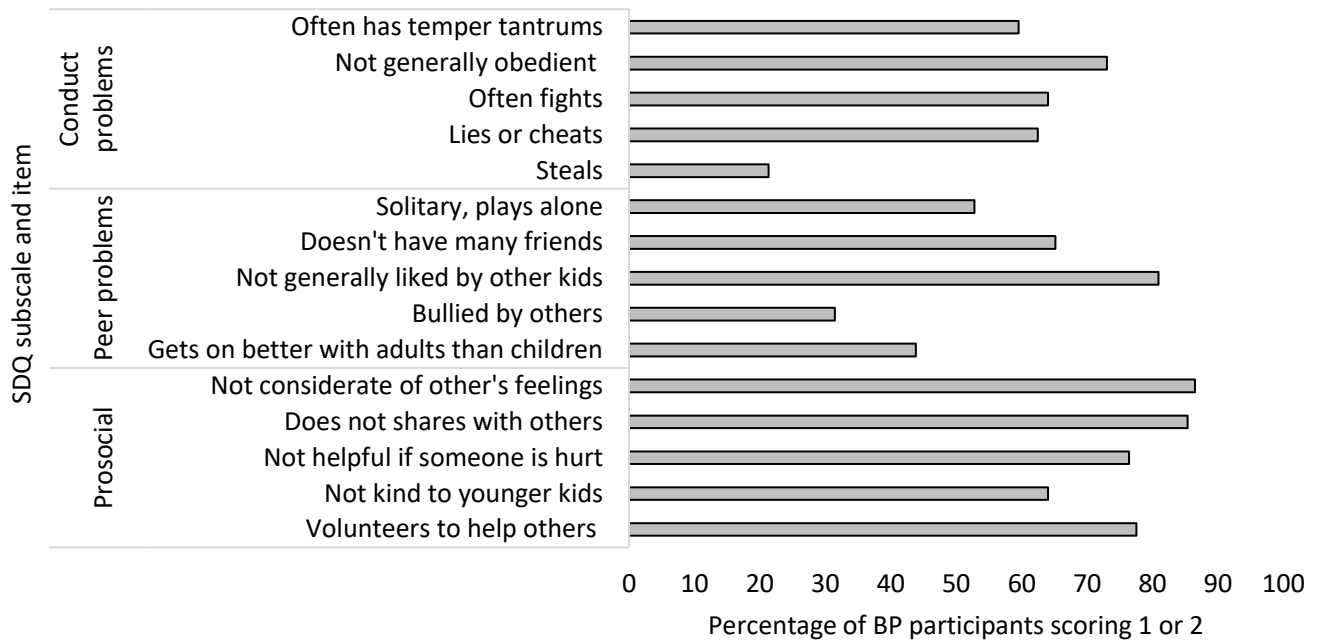 SDQ subscale and item
Conduct
problems
Often has temper tantrums
Not generally obedient
Often fights
Lies or cheats
Steals
Peer problems
Solitary, plays alone
Doesn't have many friends
Not generally liked by other kids
Bullied by others
Gets on better with adults than children
Prosocial
Not considerate of other's feelings
Does not shares with others
Not helpful if someone is hurt
Not kind to younger kids
Volunteers to help others
0 10 20 30 40 50 60 70 80 90 100
Percentage of BP participants scoring 1 or 2